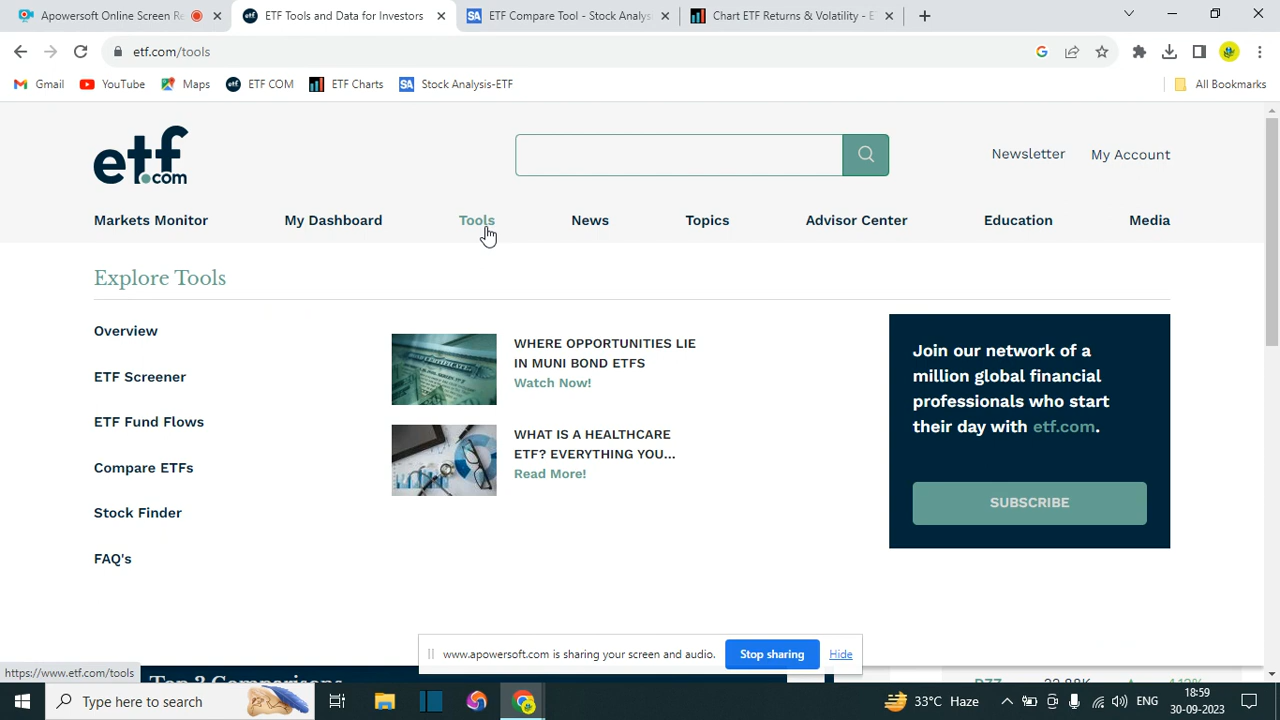 Apowersoft Online Screen Re
ETF Tools and Data for Investors
ETF Compare Tool - Stock Analys
Chart ETF Returns & Volatility - E
etf.com/tools
Gmail
YouTube
Maps
ETF COM
ETF Charts
Stock Analysis-ETF
All Bookmarks
etf.com
Newsletter
My Account
Markets Monitor
My Dashboard
Tools
News
Topics
Advisor Center
Education
Media
Explore Tools
Overview
ETF Screener
ETF Fund Flows
Compare ETFs
Stock Finder
FAQ's
WHERE OPPORTUNITIES LIE
IN MUNI BOND ETFS
Watch Now!
WHAT IS A HEALTHCARE
ETF? EVERYTHING YOU...
Read More!
Join our network of a
million global financial
professionals who start
their day with etf.com.
SUBSCRIBE
www.apowersoft.com is sharing your screen and audio.
Stop sharing
Hide
https://www.etf.com/tools
Top 3 Comparisons
Type here to search
33°C Haze
ENG
18:59
30-09-2023